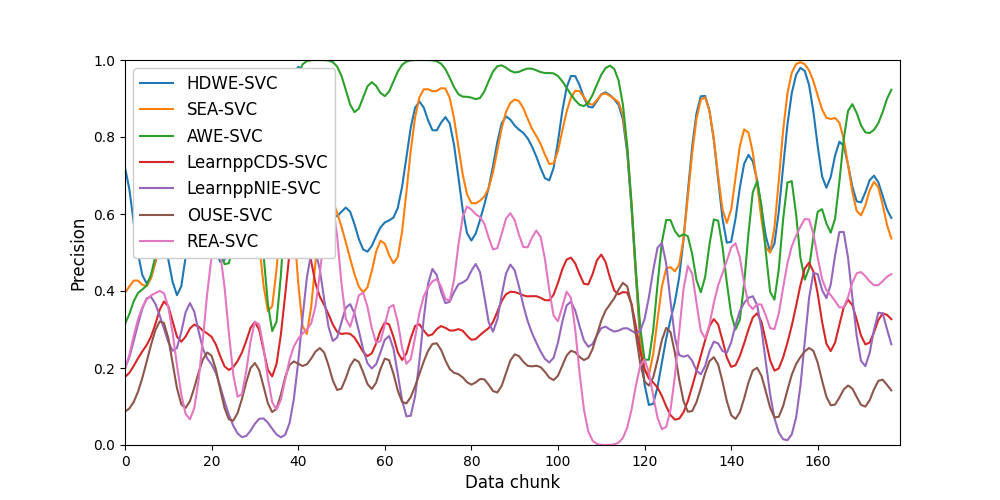 1.0
0.8
0.6
0.4
0.2
0.0
Precision
HDWE-SVC
SEA-SVC
AWE-SVC
LearnppCDS-SVC
LearnppNIE-SVC
OUSE-SVC
REA-SVC
0 20 40 60 80 100 120 140 160
Data chunk